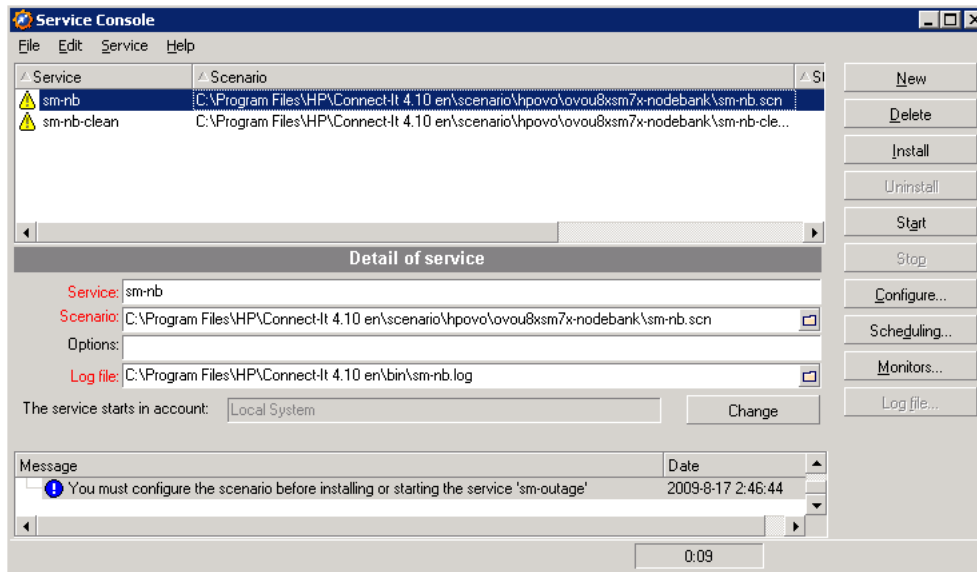 Service Console
File Edit Service Help
Service Scenario St
sm-nb C:\Program Files\HP\Connect-It 4.10 en\scenario\hpovo\ovou8xsm7x-nodebank\sm-nb.scn
sm-nb-clean C:\Program Files\HP\Connect-It 4.10 en\scenario\hpovo\ovou8xsm7x-nodebank\sm-nb-cle...
New
Delete
Install
Uninstall
Start
Stop
Configure...
Scheduling...
Monitors...
Log file...
Detail of service
Service: sm-nb
Scenario: C:\Program Files\HP\Connect-It 4.10 en\scenario\hpovo\ovou8xsm7x-nodebank\sm-nb.scn
Options:
Log file: C:\Program Files\HP\Connect-It 4.10 en\bin\sm-nb.log
The service starts in account: Local System Change
Message Date
You must configure the scenario before installing or starting the service 'sm-outage' 2009-8-17 2:46:44
0:09